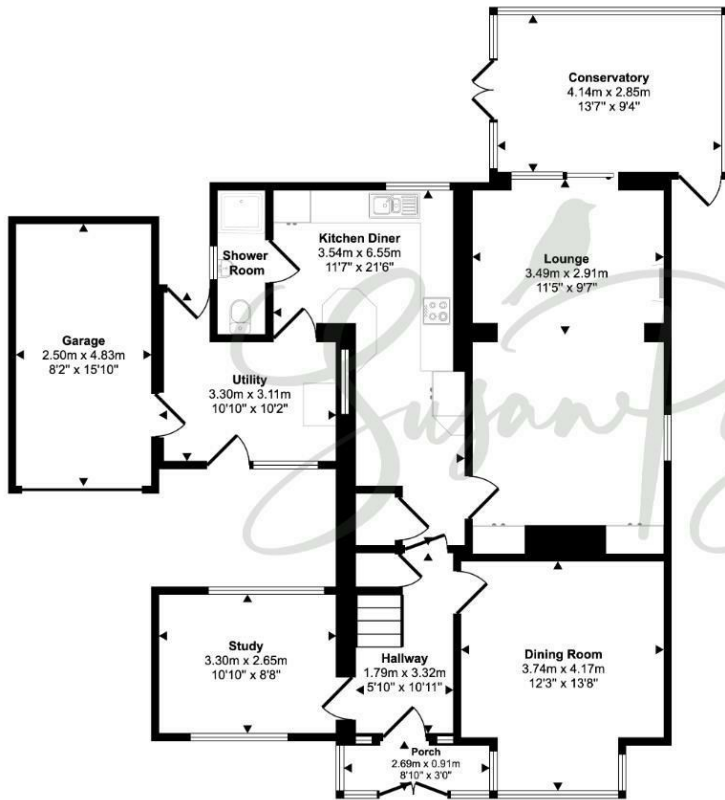 Conservatory
4.14m x 2.85m
13'7" x 9'4"
Kitchen Diner
3.54m x 6.55m
11'7" x 21'6"
Shower
Room
Lounge
3.49m x 2.91m
11'5" x 9'7"
Garage
2.50m x 4.83m
8'2" x 15'10"
Utility
3.30m x 3.11m
10'10" x 10'2"
Study
3.30m x 2.65m
10'10" x 8'8"
Hallway
1.79m x 3.32m
5'10" x 10'11"
Dining Room
3.74m x 4.17m
12'3" x 13'8"
Porch
2.69m x 0.91m
8'10" x 3'0"
Susan